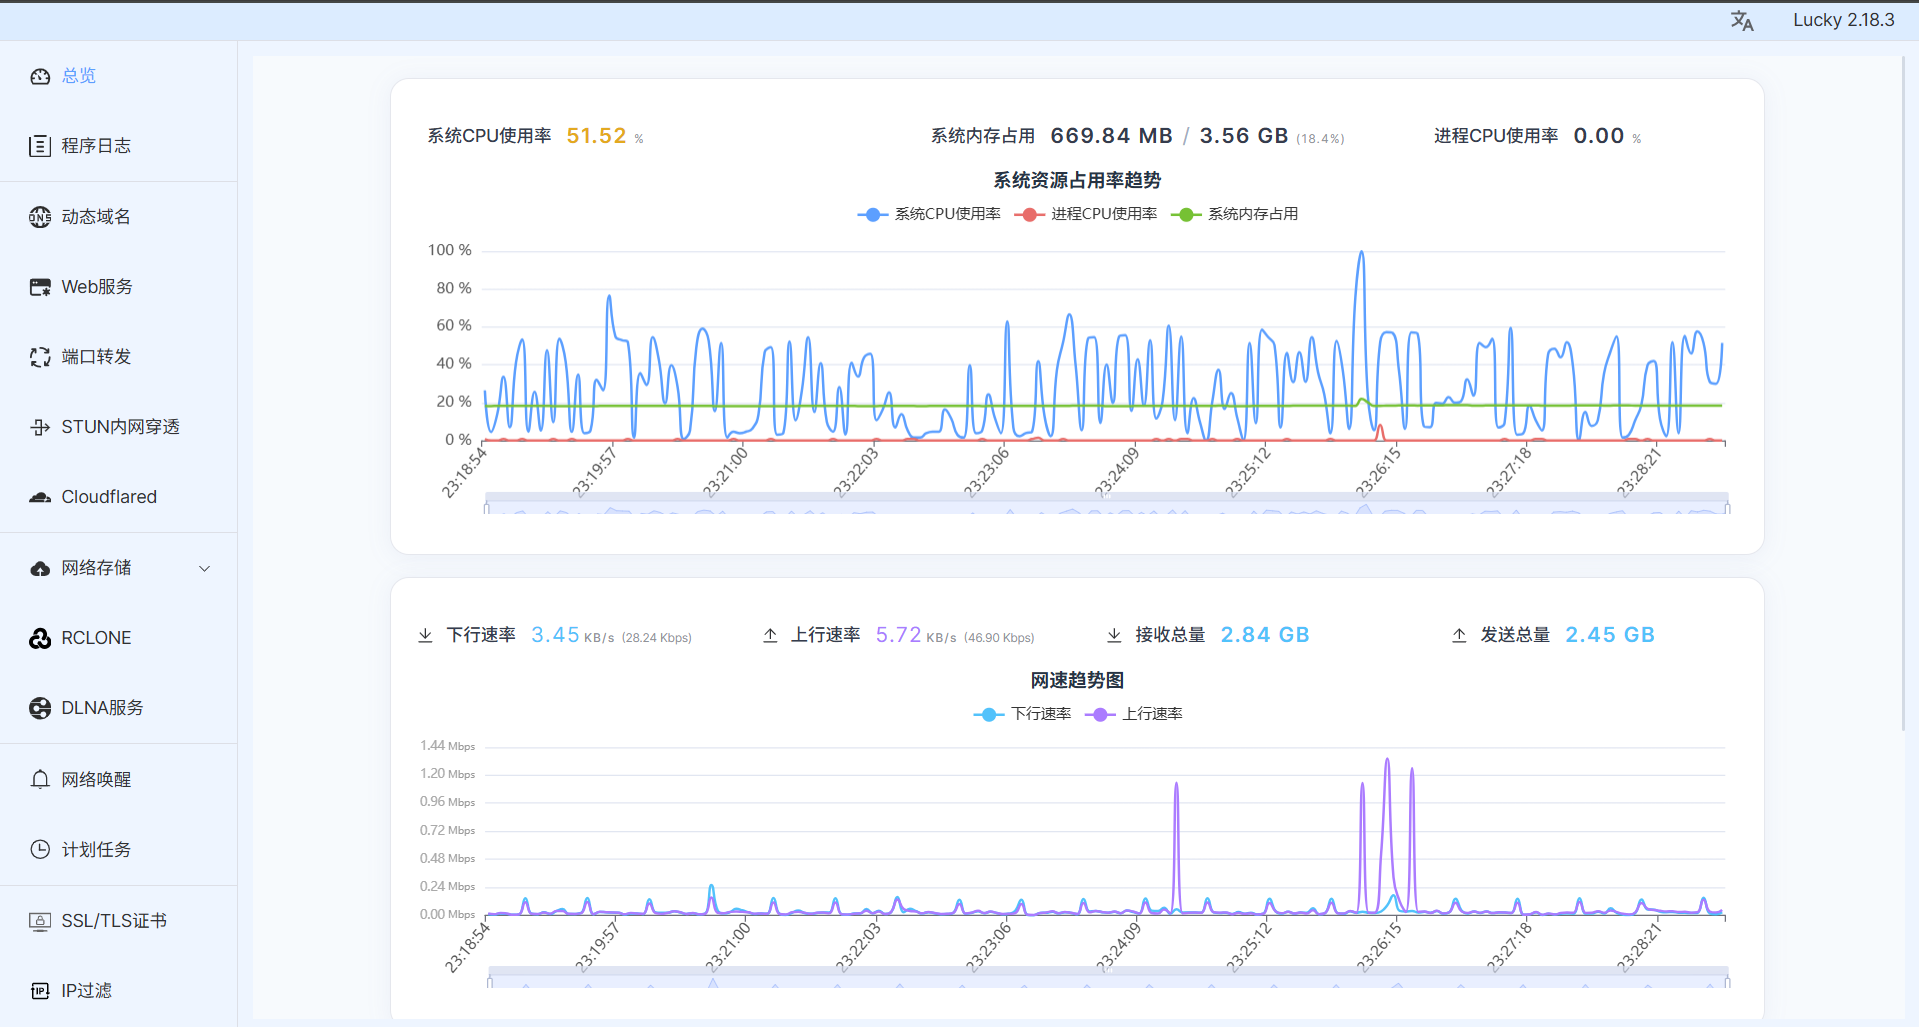 Lucky 2.18.3
总览
程序日志
动态域名
Web服务
端口转发
STUN内网穿透
Cloudflared
网络存储
RCLONE
DLNA服务
网络唤醒
计划任务
SSL/TLS证书
IP过滤
系统CPU使用率 51.52 %
系统内存占用 669.84 MB / 3.56 GB (18.4%)
进程CPU使用率 0.00 %
系统资源占用率趋势
系统CPU使用率 进程CPU使用率 系统内存占用
100 %
80 %
60 %
40 %
20 %
0 %
23:18:54 23:19:57 23:21:00 23:22:03 23:23:06 23:24:09 23:25:12 23:26:15 23:27:18 23:28:21
下行速率 3.45 KB/s (28.24 Kbps)
上行速率 5.72 KB/s (46.90 Kbps)
接收总量 2.84 GB
发送总量 2.45 GB
网速趋势图
下行速率 上行速率
1.44 Mbps
1.20 Mbps
0.96 Mbps
0.72 Mbps
0.48 Mbps
0.24 Mbps
0.00 Mbps
23:18:54 23:19:57 23:21:00 23:22:03 23:23:06 23:24:09 23:25:12 23:26:15 23:27:18 23:28:21